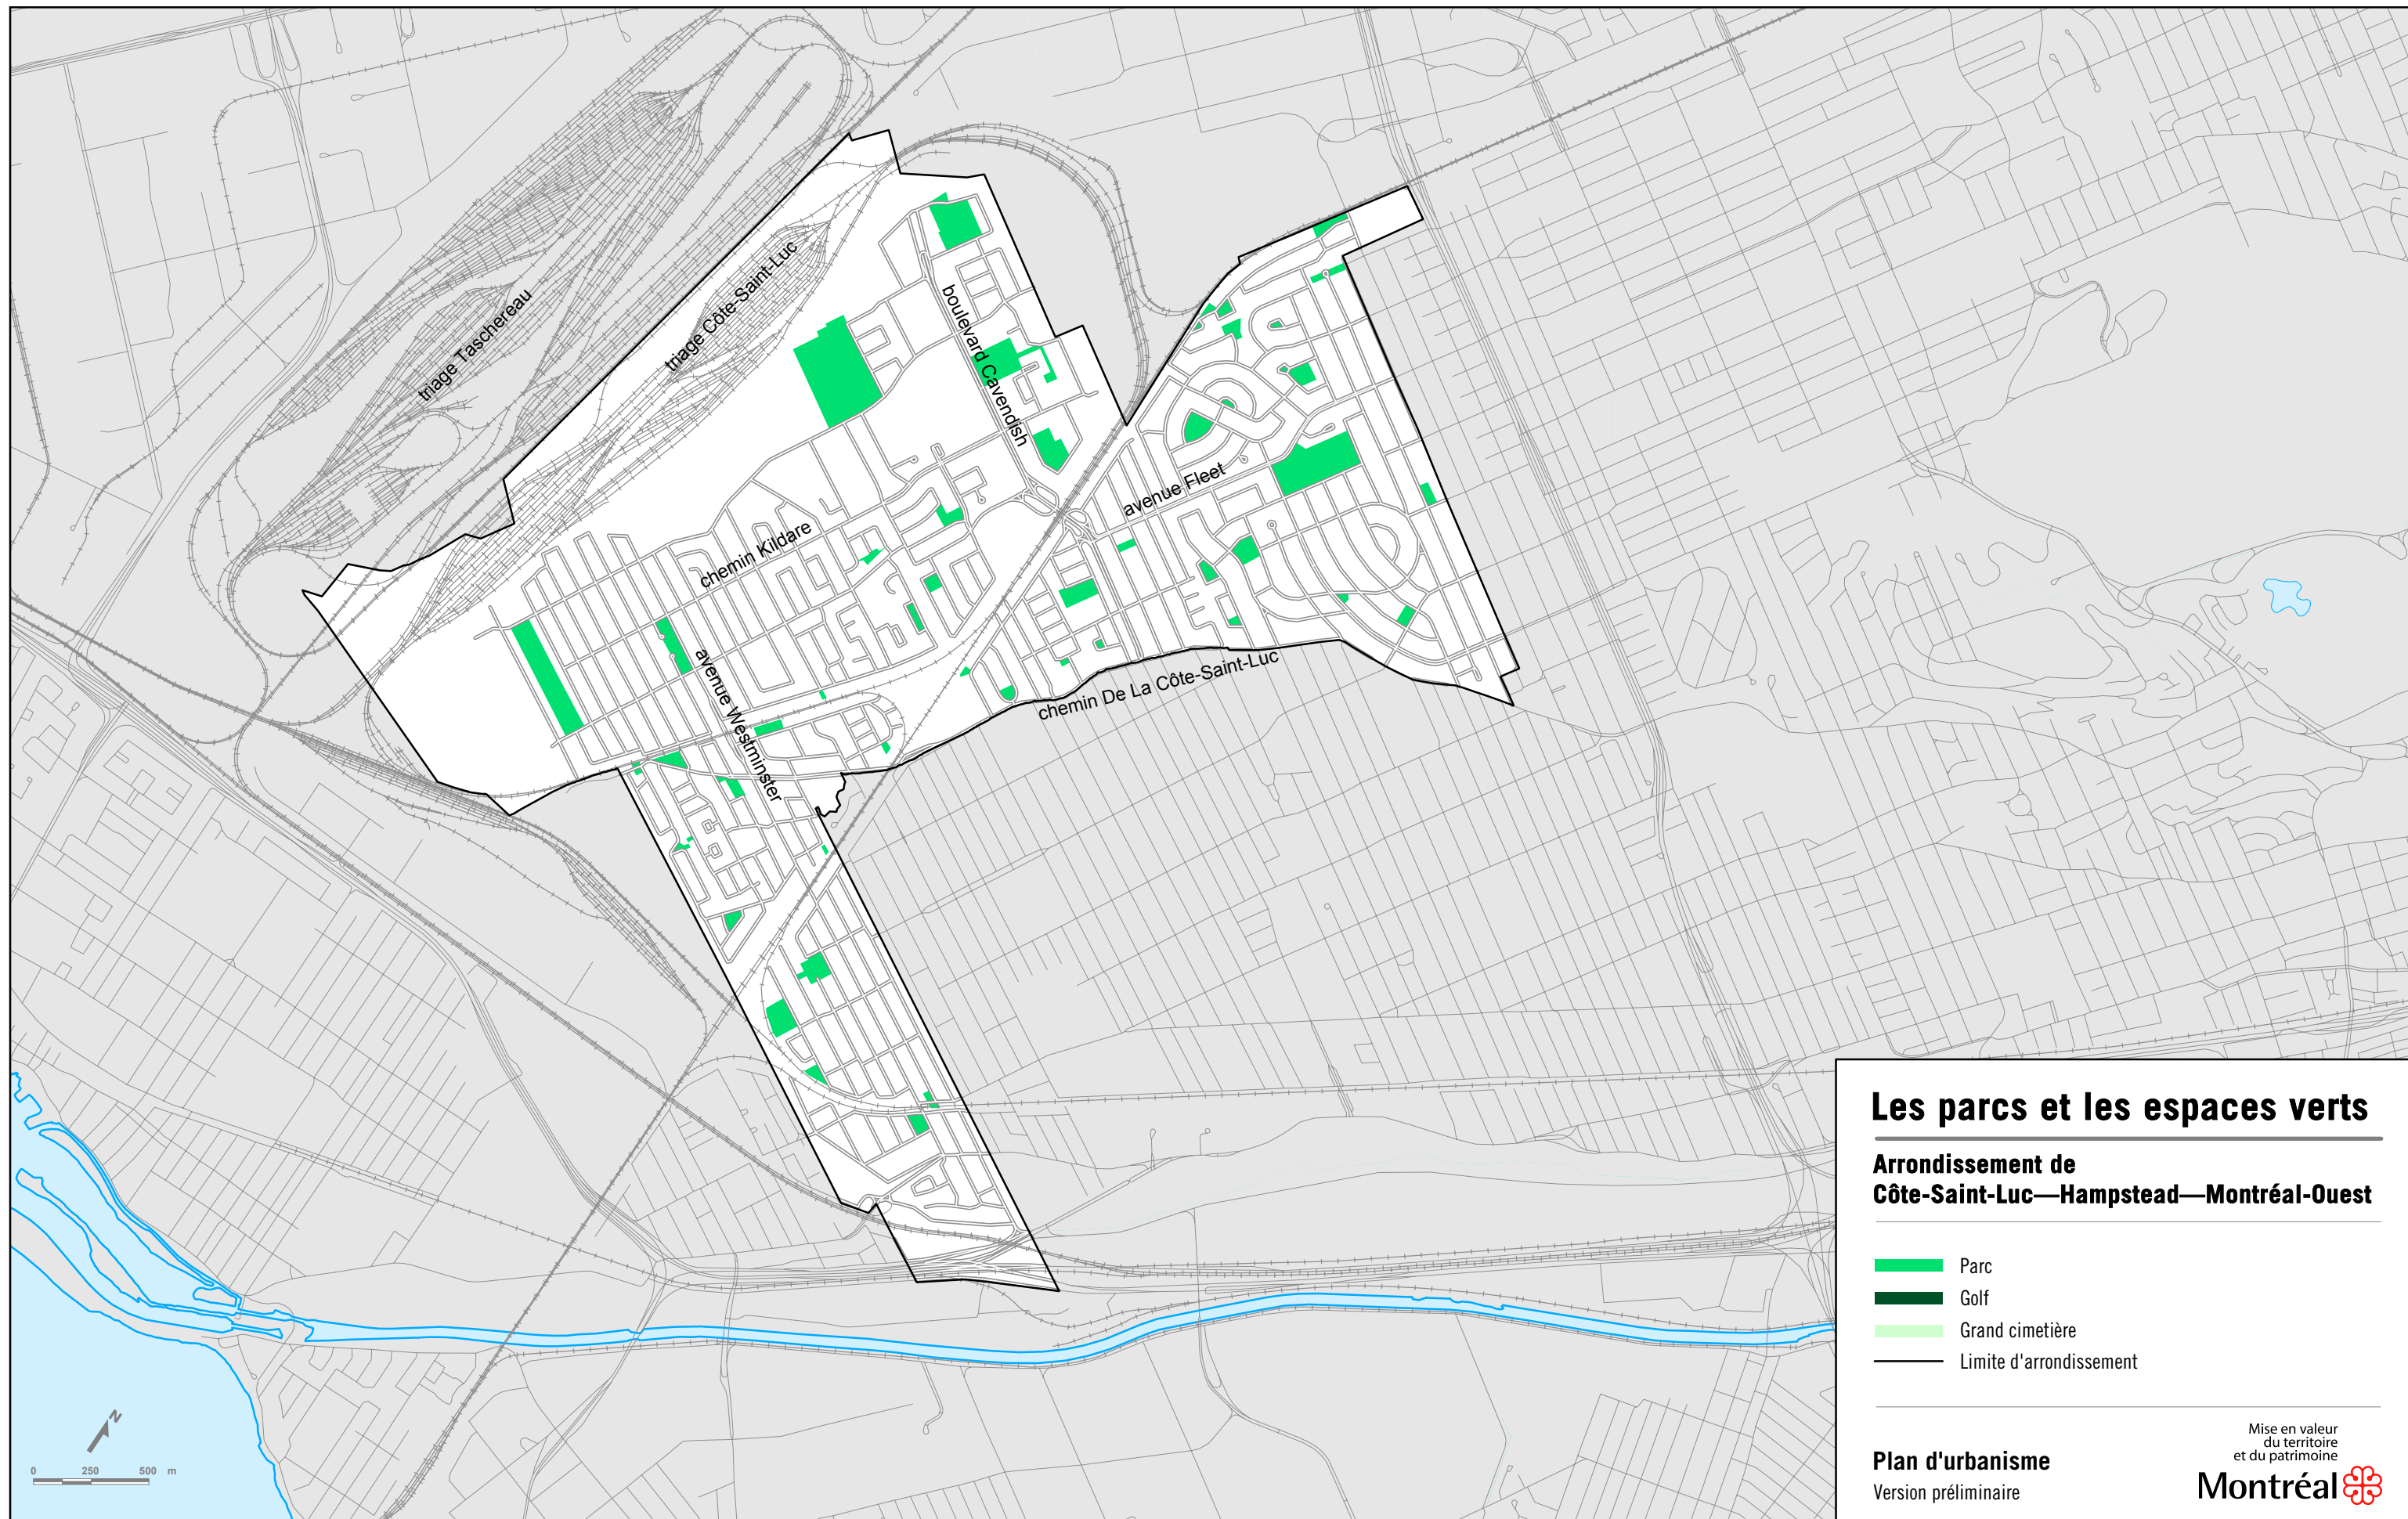 triage Taschereau
triage Côte-Saint-Luc
boulevard Cavendish
avenue Fleet
chemin Kildare
avenue Westminster
chemin De La Côte-Saint-Luc
N
0 250 500 m
Les parcs et les espaces verts
Arrondissement de
Côte-Saint-Luc—Hampstead—Montréal-Ouest
Parc
Golf
Grand cimetière
Limite d'arrondissement
Plan d'urbanisme
Version préliminaire
Mise en valeur
du territoire
et du patrimoine
Montréal